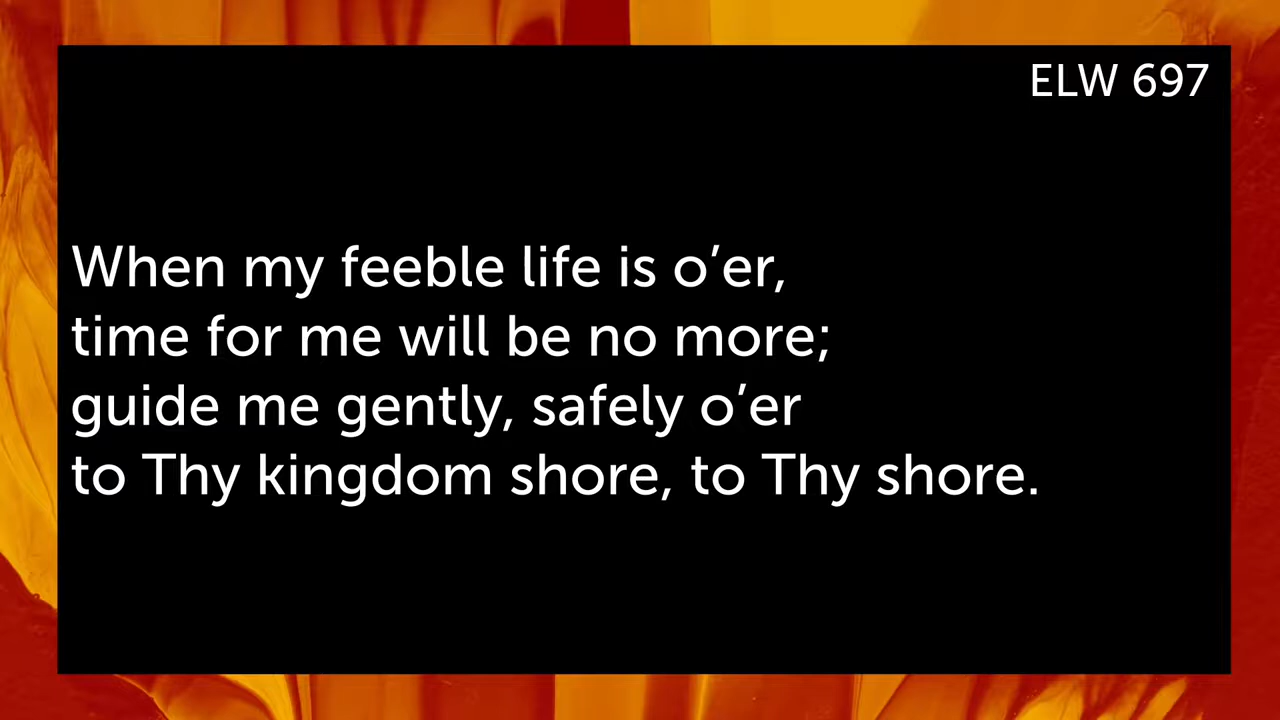 ELW 697
When my feeble life is o’er,
time for me will be no more;
guide me gently, safely o’er
to Thy kingdom shore, to Thy shore.